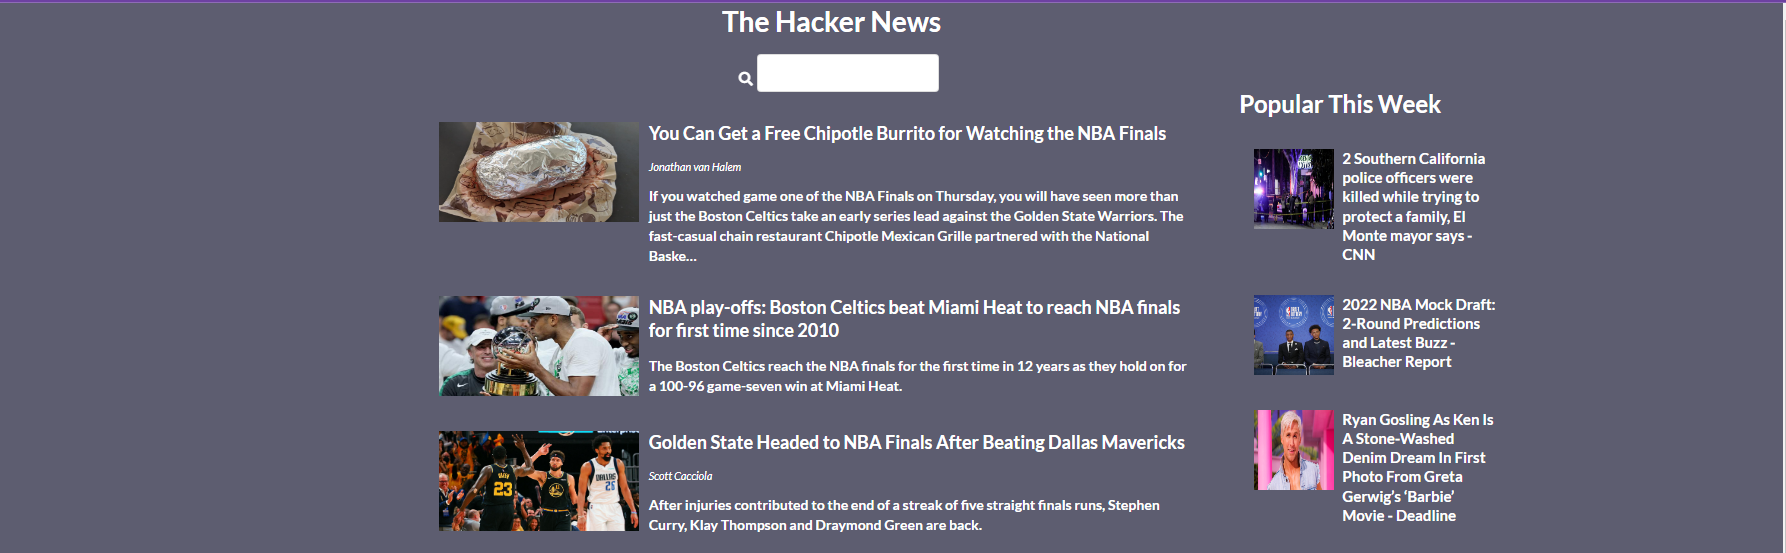 The Hacker News
You Can Get a Free Chipotle Burrito for Watching the NBA Finals
Jonathan van Halem
If you watched game one of the NBA Finals on Thursday, you will have seen more than
just the Boston Celtics take an early series lead against the Golden State Warriors. The
fast-casual chain restaurant Chipotle Mexican Grille partnered with the National
Baske…
NBA play-offs: Boston Celtics beat Miami Heat to reach NBA finals
for first time since 2010
The Boston Celtics reach the NBA finals for the first time in 12 years as they hold on for
a 100-96 game-seven win at Miami Heat.
Golden State Headed to NBA Finals After Beating Dallas Mavericks
Scott Cacciola
After injuries contributed to the end of a streak of five straight finals runs, Stephen
Curry, Klay Thompson and Draymond Green are back.
23
DALLAS
26
Popular This Week
2 Southern California
police officers were
killed while trying to
protect a family, El
Monte mayor says -
CNN
2022 NBA Mock Draft:
2-Round Predictions
and Latest Buzz -
Bleacher Report
Ryan Gosling As Ken Is
A Stone-Washed
Denim Dream In First
Photo From Greta
Gerwig’s ‘Barbie’
Movie - Deadline